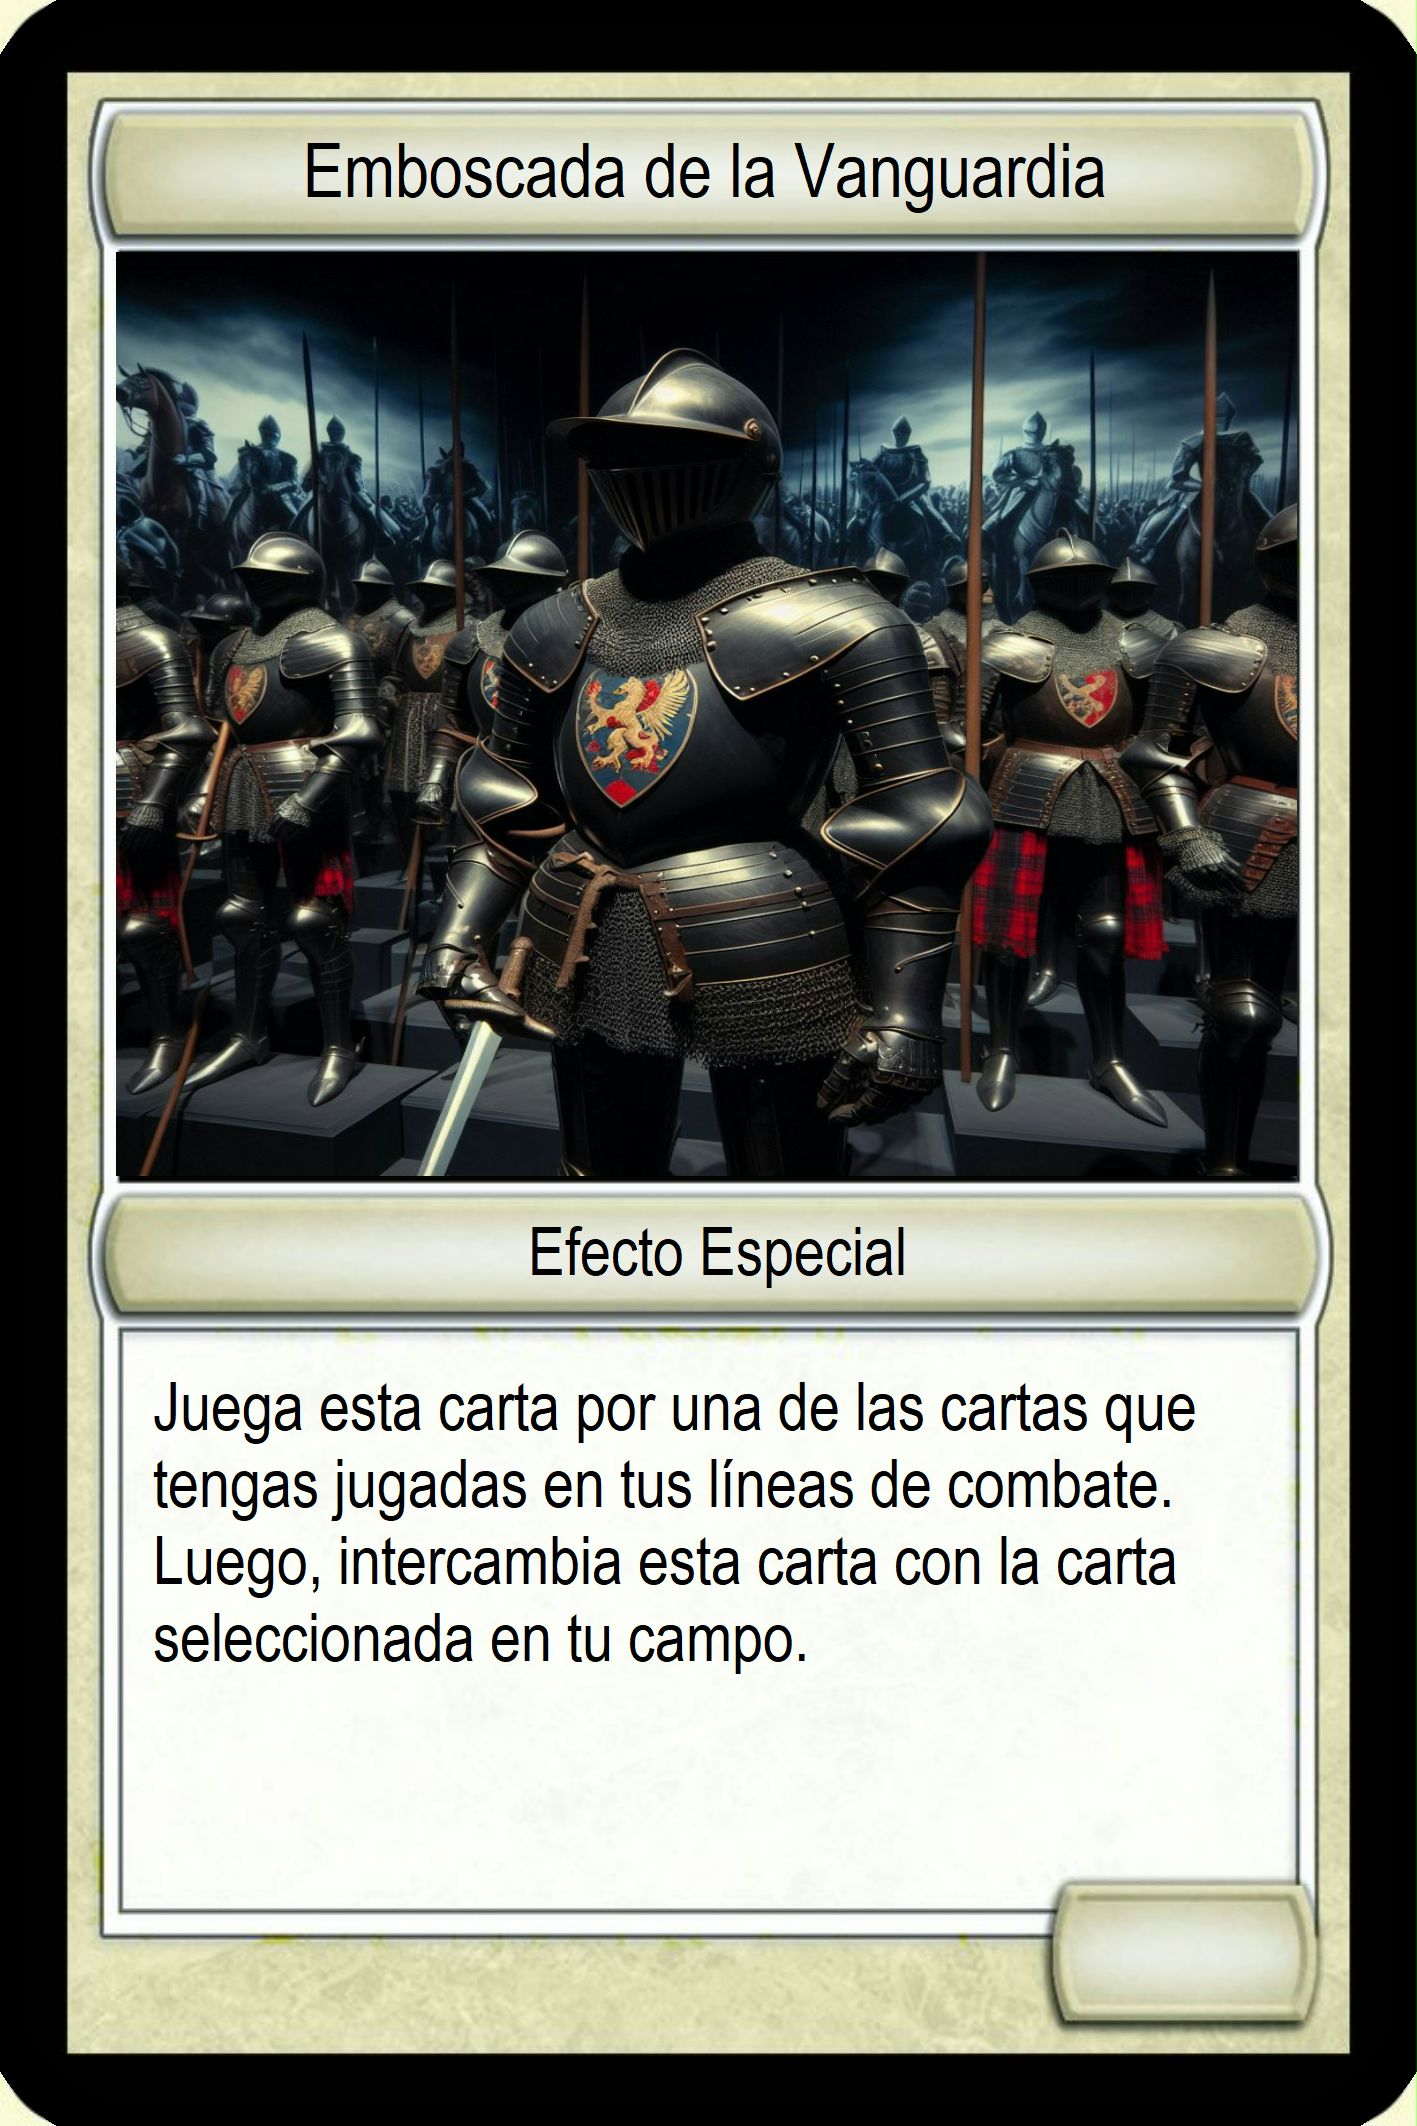 Emboscada de la Vanguardia
Efecto Especial
Juega esta carta por una de las cartas que
tengas jugadas en tus líneas de combate.
Luego, intercambia esta carta con la carta
seleccionada en tu campo.